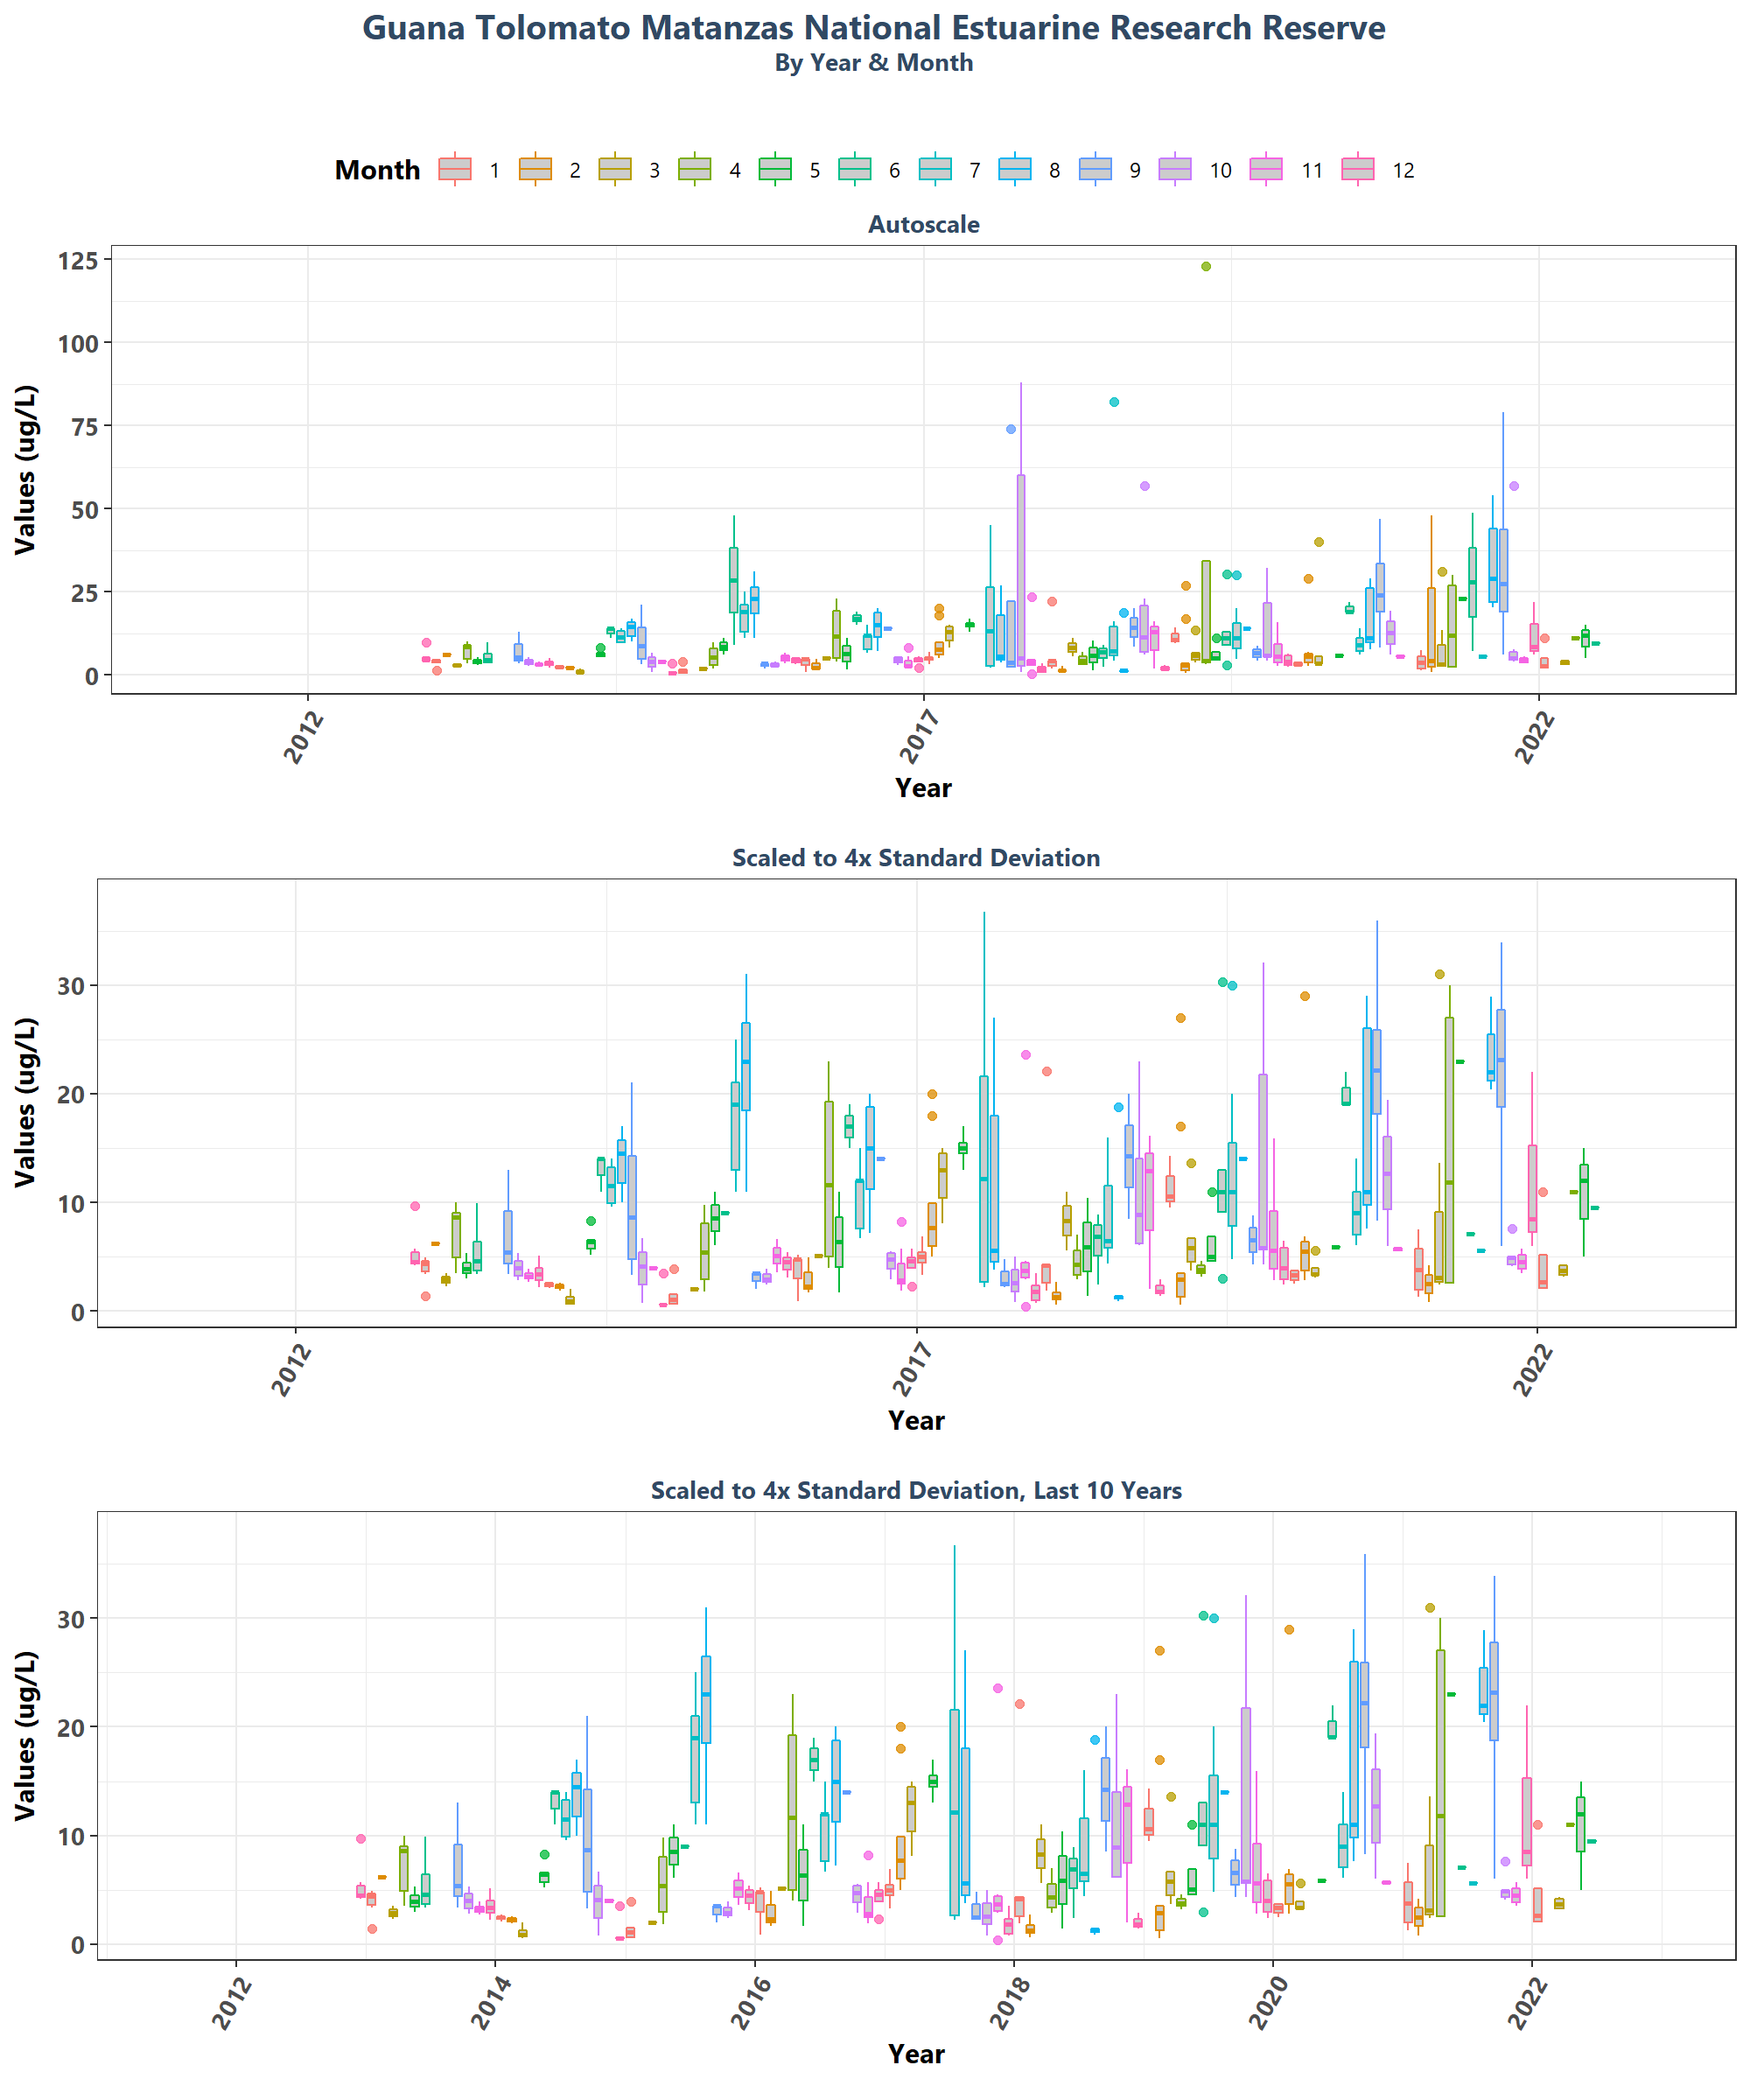 Guana Tolomato Matanzas National Estuarine Research Reserve
By Year & Month
Month 1 2 3 4 5 6 7 8 9 10 11 12
Autoscale
Values (ug/L)
125
100
75
50
25
0
2012 2017 2022
Year
Scaled to 4x Standard Deviation
Values (ug/L)
30
20
10
0
2012 2017 2022
Year
Scaled to 4x Standard Deviation, Last 10 Years
Values (ug/L)
30
20
10
0
2012 2014 2016 2018 2020 2022
Year